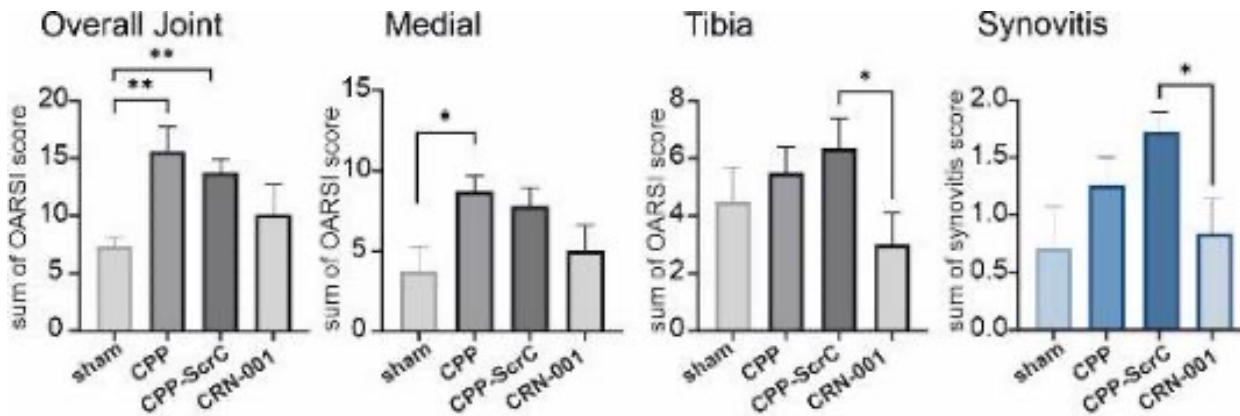 Overall Joint
sum of OARSI score
20
15
10
5
0
**
**
sham
CPP
CPP-ScrC
CRN-001
Medial
sum of OARSI score
15
10
5
0
*
sham
CPP
CPP-ScrC
CRN-001
Tibia
sum of OARSI score
8
6
4
2
0
*
sham
CPP
CPP-ScrC
CRN-001
Synovitis
sum of synovitis score
2.0
1.5
1.0
0.5
0.0
*
sham
CPP
CPP-ScrC
CRN-001